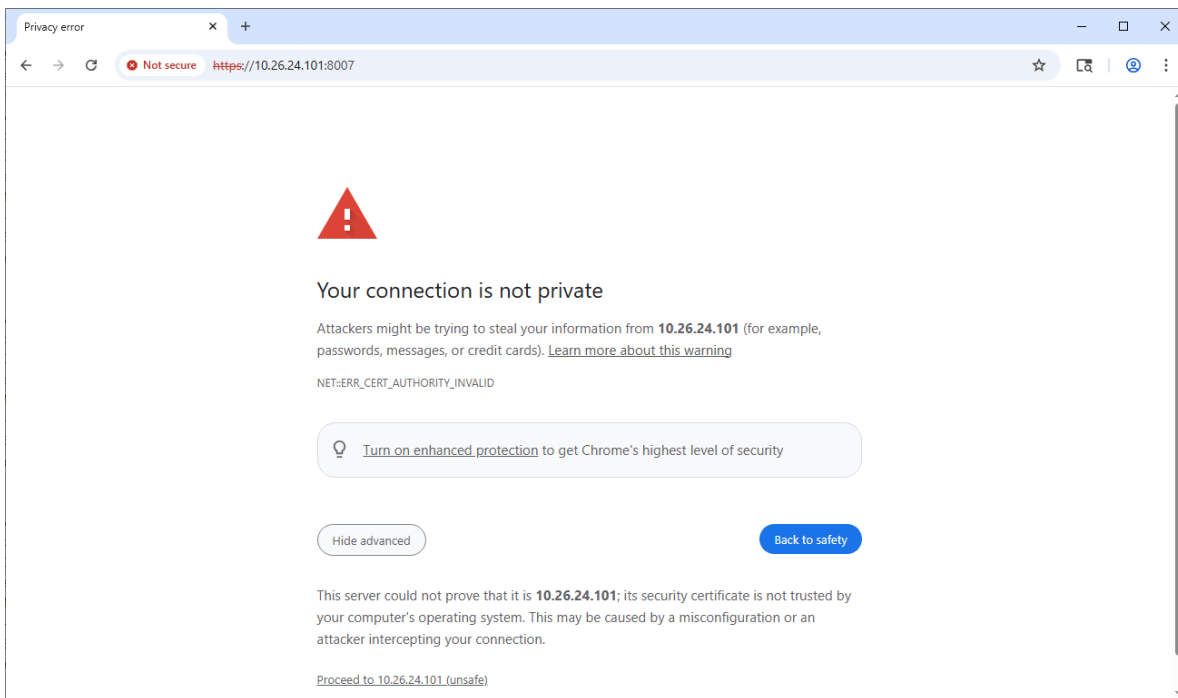 Privacy error
Not secure https://10.26.24.101:8007
Your connection is not private
Attackers might be trying to steal your information from 10.26.24.101 (for example,
passwords, messages, or credit cards). Learn more about this warning
NET::ERR_CERT_AUTHORITY_INVALID
Turn on enhanced protection to get Chrome's highest level of security
Hide advanced
Back to safety
This server could not prove that it is 10.26.24.101; its security certificate is not trusted by
your computer's operating system. This may be caused by a misconfiguration or an
attacker intercepting your connection.
Proceed to 10.26.24.101 (unsafe)